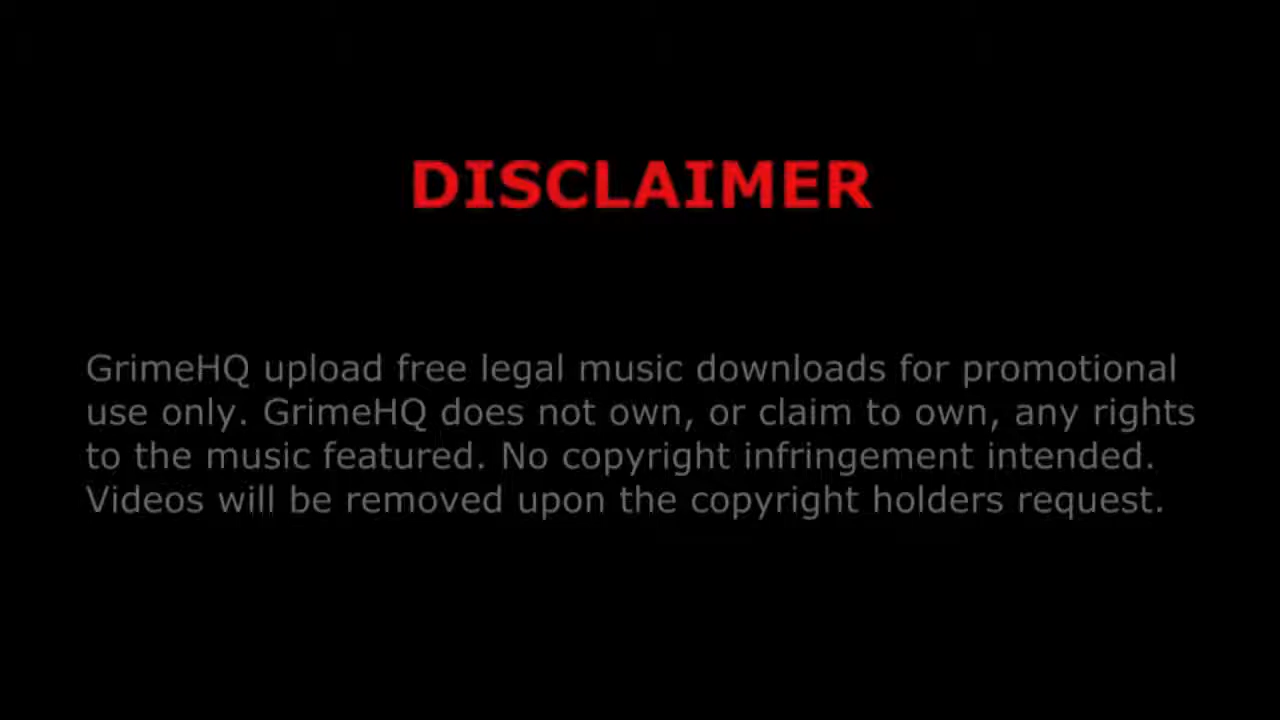 DISCLAIMER
GrimeHQ upload free legal music downloads for promotional
use only. GrimeHQ does not own, or claim to own, any rights
to the music featured. No copyright infringement intended.
Videos will be removed upon the copyright holders request.